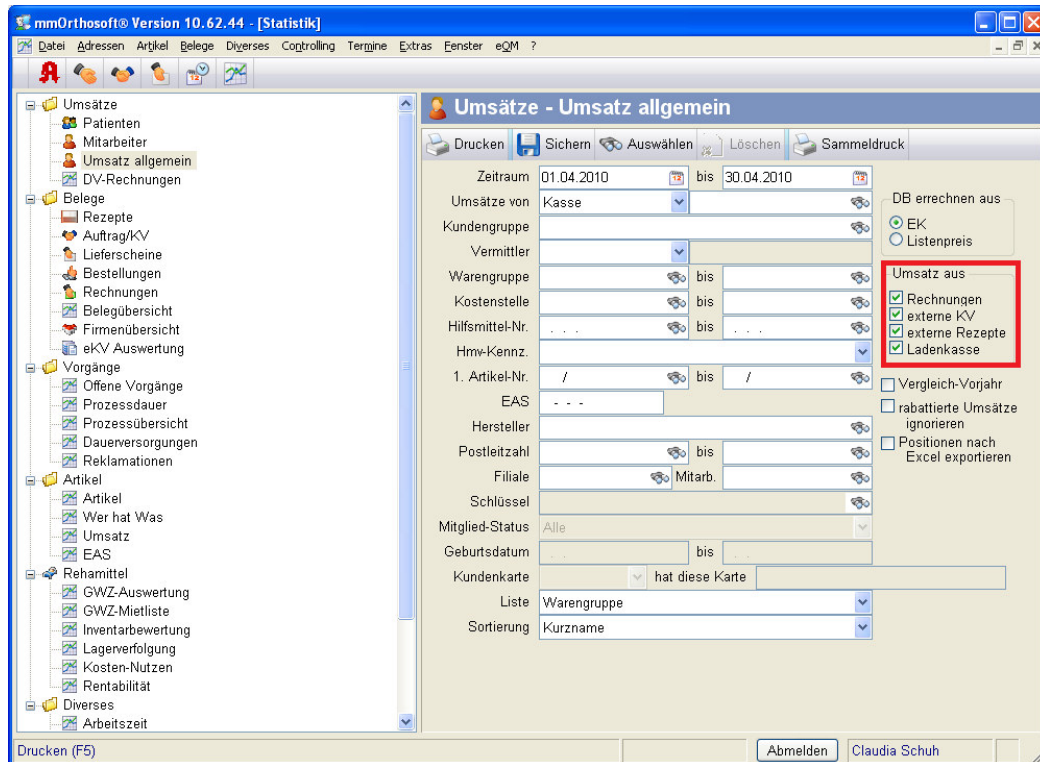 mmOrthosoft® Version 10.62.44 - [Statistik]
Datei Adressen Artikel Belege Diverses Controlling Termine Extras Fenster eQM ?
Umsätze
Patienten
Mitarbeiter
Umsatz allgemein
DV-Rechnungen
Belege
Rezepte
Auftrag/KV
Lieferscheine
Bestellungen
Rechnungen
Belegübersicht
Firmenübersicht
eKV Auswertung
Vorgänge
Offene Vorgänge
Prozessdauer
Prozessübersicht
Dauerversorgungen
Reklamationen
Artikel
Artikel
Wer hat Was
Umsatz
EAS
Rehamittel
GWZ-Auswertung
GWZ-Mietliste
Inventarbewertung
Lagerverfolgung
Kosten-Nutzen
Rentabilität
Diverses
Arbeitszeit
Umsätze - Umsatz allgemein
Drucken Sichern Auswählen Löschen Sammeldruck
Zeitraum 01.04.2010 12 bis 30.04.2010 12
Umsätze von Kasse
Kundengruppe
Vermittler
Warengruppe bis
Kostenstelle bis
Hilfsmittel-Nr. . . . bis . . .
Hmv-Kennz.
1. Artikel-Nr. / bis /
EAS - - -
Hersteller
Postleitzahl bis
Filiale Mitarb.
Schlüssel
Mitglied-Status Alle
Geburtsdatum . . bis . .
Kundenkarte hat diese Karte
Liste Warengruppe
Sortierung Kurzname
DB errechnen aus
EK
Listenpreis
Umsatz aus
Rechnungen
externe KV
externe Rezepte
Ladenkasse
Vergleich-Vorjahr
rabattierte Umsätze
ignorieren
Positionen nach
Excel exportieren
Drucken (F5) Abmelden Claudia Schuh